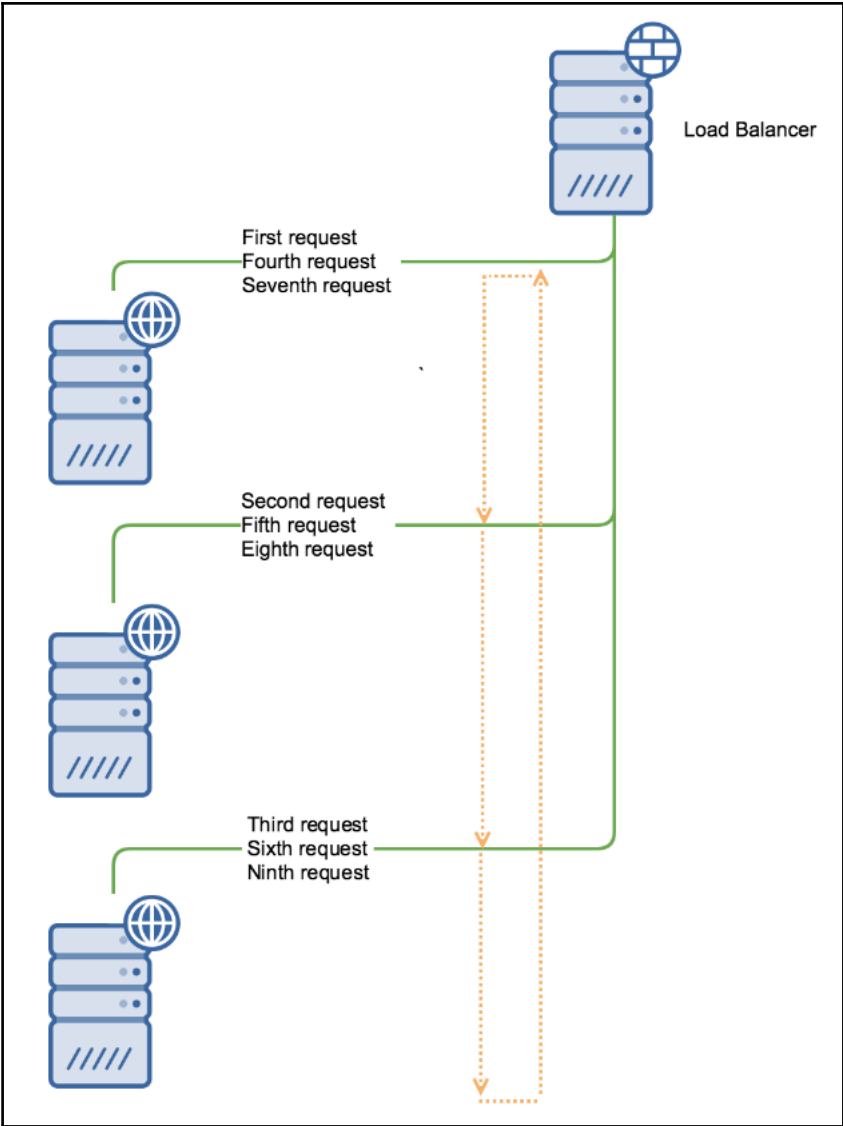 Load Balancer
First request
Fourth request
Seventh request
Second request
Fifth request
Eighth request
Third request
Sixth request
Ninth request